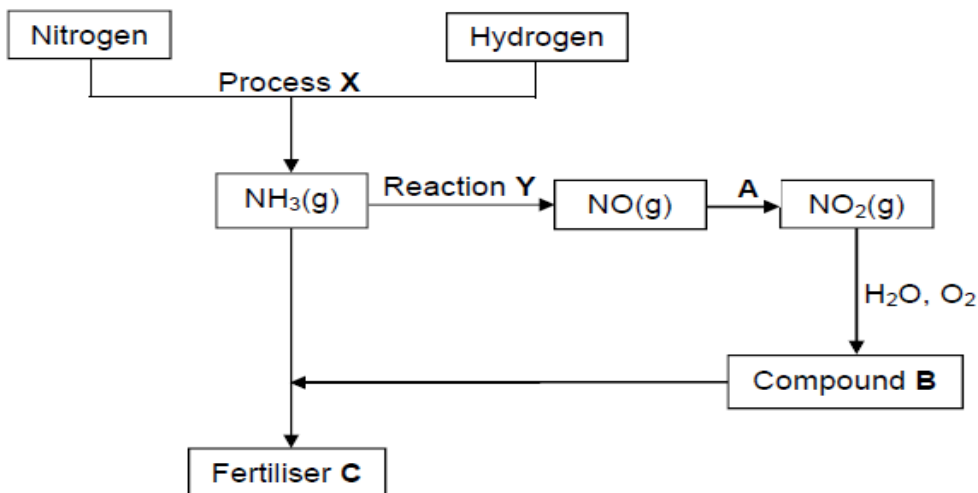 Nitrogen
Hydrogen
Process X
NH₃(g)
Reaction Y
NO(g)
A
NO₂(g)
H₂O, O₂
Compound B
Fertiliser C